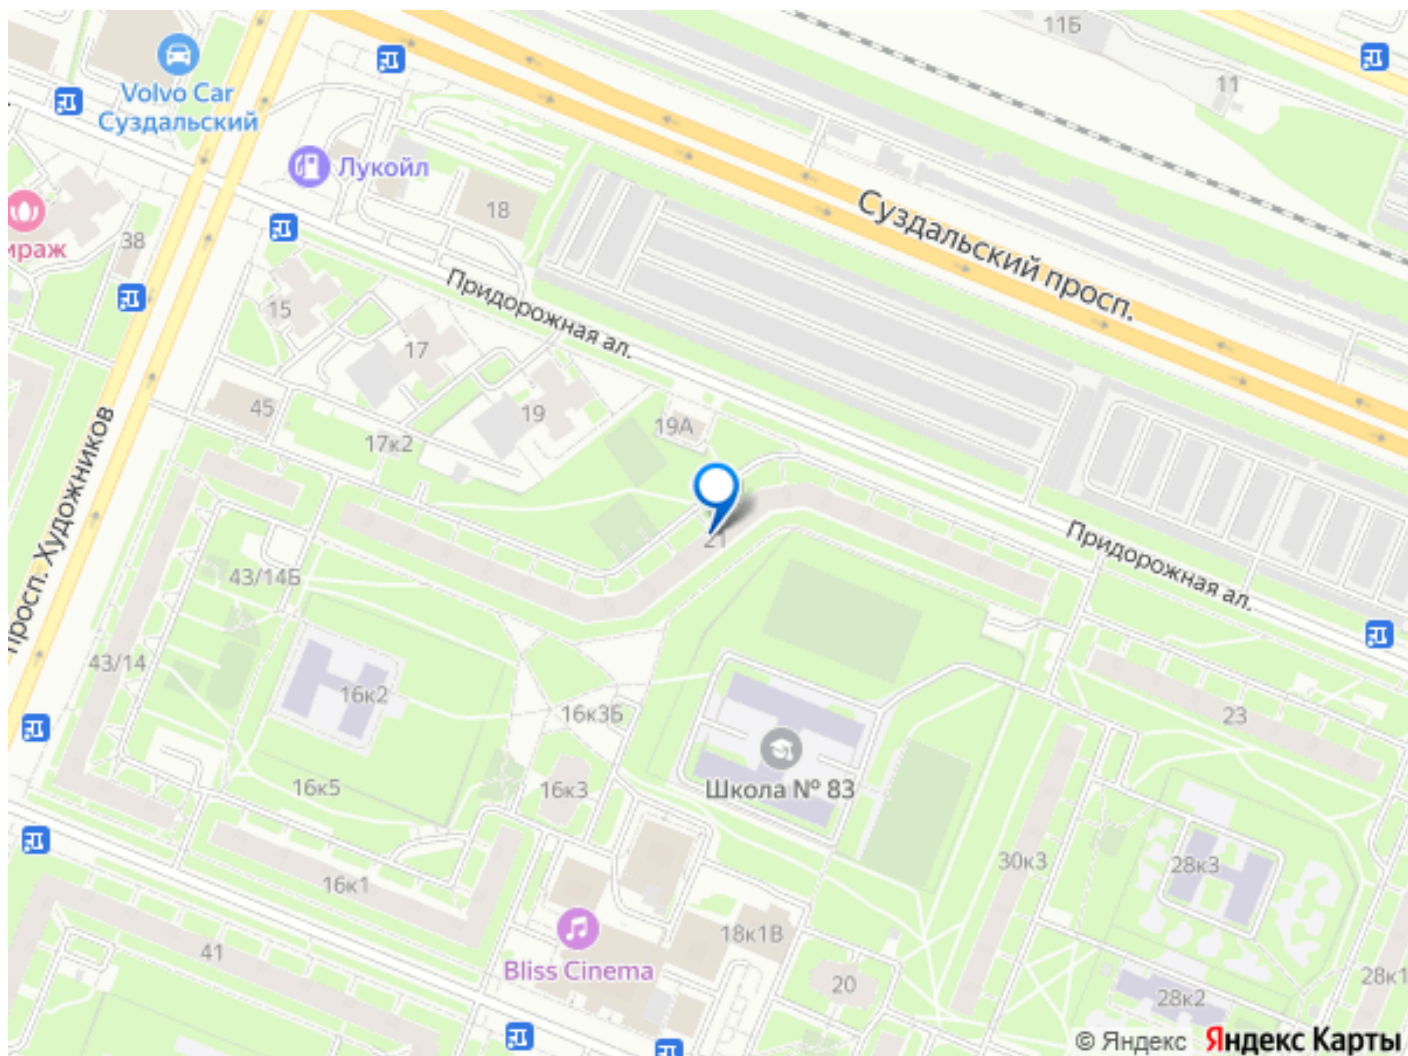 11Б
11
Volvo Car
Суздальский
Лукойл
18
Суздальский просп.
ираж
38
Придорожная ал.
15
17
19
19А
45
17к2
просп. Художников
21
Придорожная ал.
43/14Б
43/14
16к2
16к3Б
23
Школа № 83
16к5
16к3
30к3
28к3
16к1
18к1В
41
Bliss Cinema
20
28к1
28к2
© Яндекс Яндекс Карты